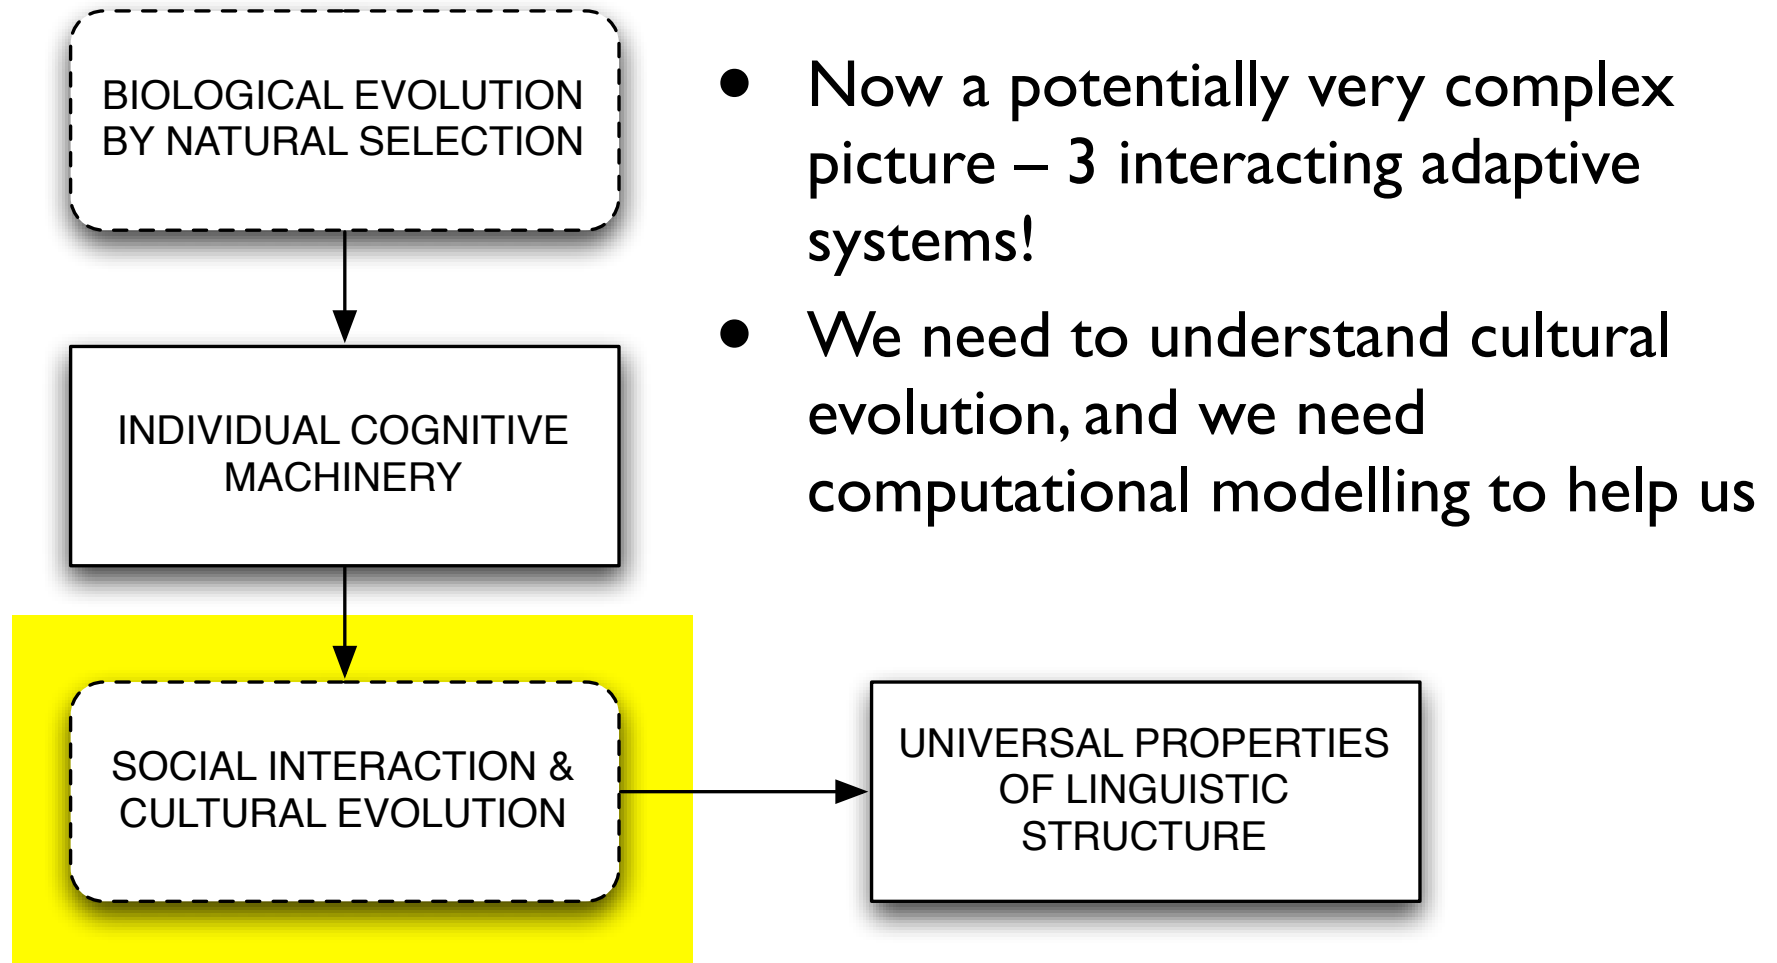 BIOLOGICAL EVOLUTION
BY NATURAL SELECTION
INDIVIDUAL COGNITIVE
MACHINERY
SOCIAL INTERACTION &
CULTURAL EVOLUTION
UNIVERSAL PROPERTIES
OF LINGUISTIC
STRUCTURE
• Now a potentially very complex
picture – 3 interacting adaptive
systems!
• We need to understand cultural
evolution, and we need
computational modelling to help us